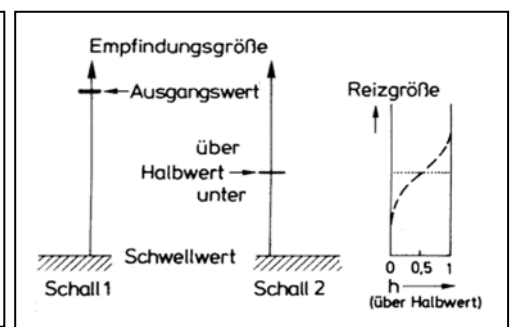 Empfindungsgröße
Ausgangswert
Reizgröße
über
Halbwert
unter
Schwellwert
Schall 1
Schall 2
0 0,5 1
h
(über Halbwert)